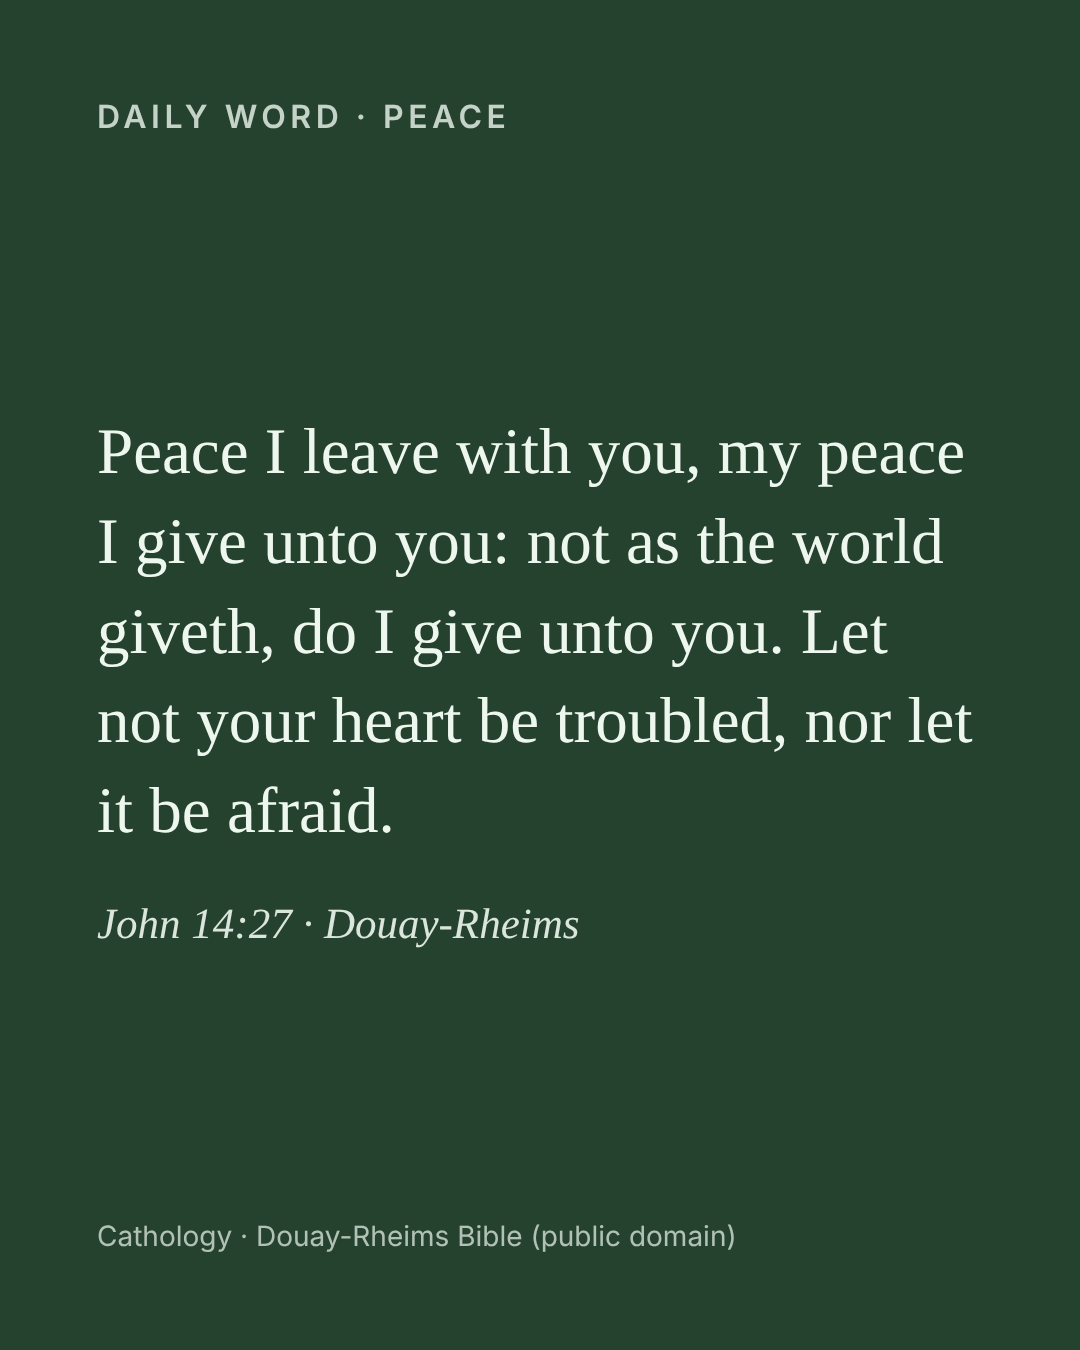 DAILY WORD · PEACE
Peace I leave with you, my peace
I give unto you: not as the world
giveth, do I give unto you. Let
not your heart be troubled, nor let
it be afraid.
John 14:27 · Douay-Rheims
Cathology · Douay-Rheims Bible (public domain)